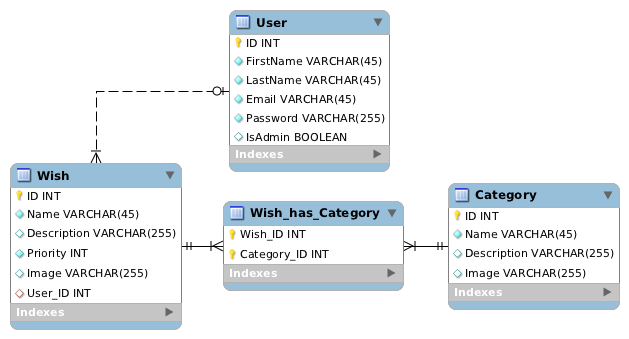 User
ID INT
FirstName VARCHAR(45)
LastName VARCHAR(45)
Email VARCHAR(45)
Password VARCHAR(255)
IsAdmin BOOLEAN
Indexes
Wish
ID INT
Name VARCHAR(45)
Description VARCHAR(255)
Priority INT
Image VARCHAR(255)
User_ID INT
Indexes
Wish_has_Category
Wish_ID INT
Category_ID INT
Indexes
Category
ID INT
Name VARCHAR(45)
Description VARCHAR(255)
Image VARCHAR(255)
Indexes